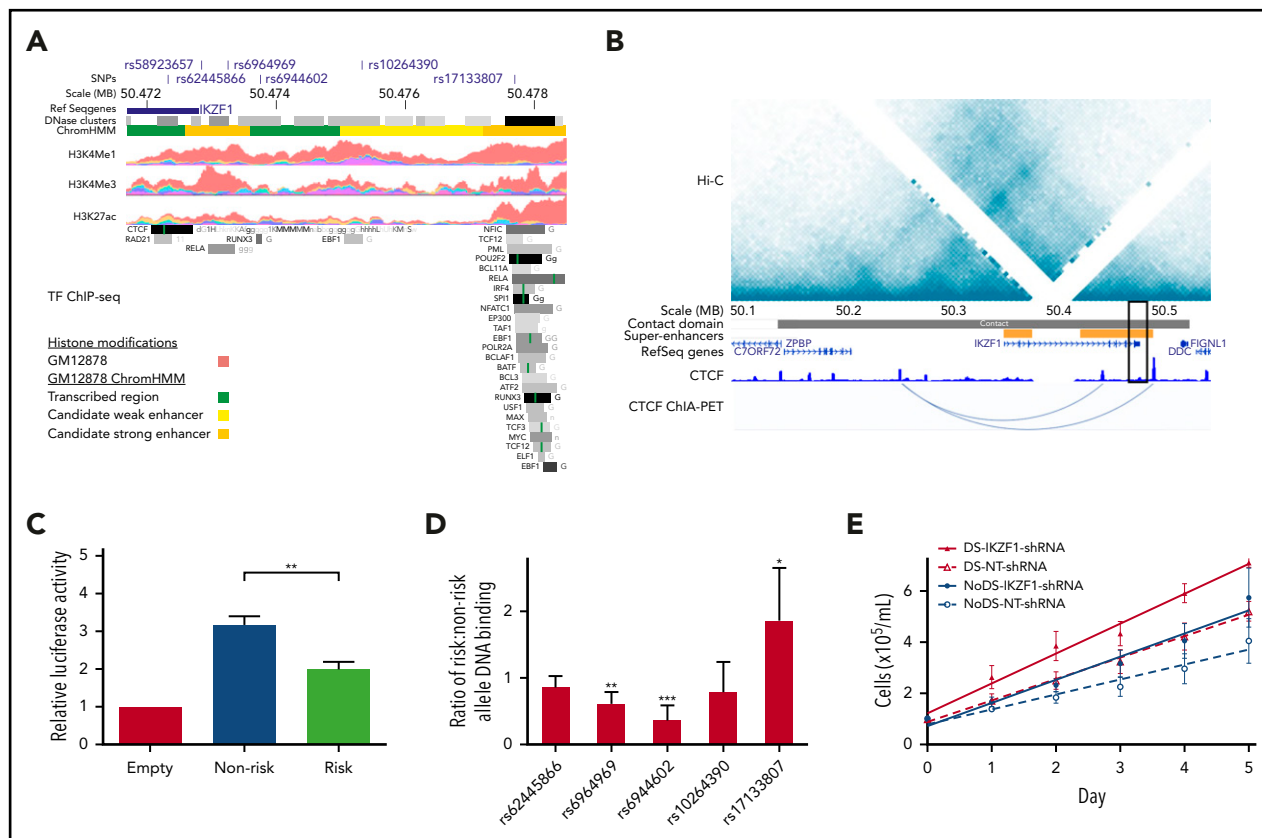 A
rs58923657 rs6964969 rs10264390
SNPs rs62445866 rs6944602 rs17133807
Scale (MB) 50.472 50.474 50.476 50.478
Ref Seqgenes IKZF1
DNase clusters
ChromHMM
H3K4Me1
H3K4Me3
H3K27ac
CTCF
RAD21
RUNX3 G
EBF1 G
RELA ggg
NFIC G
TCF12 G
PML G
POU2F2 Gg
BCL11A G
RELA G
IRF4 G
SPI1 Gg
NFATC1 G
EP300 G
TAF1 g
EBF1 GG
POLR2A G
BCLAF1 G
BATF G
BCL3 G
ATF2 G
RUNX3 G
USF1 G
MAX n
TCF3 G
MYC n
TCF12 G
ELF1 G
EBF1 G
TF ChIP-seq
Histone modifications
GM12878
GM12878 ChromHMM
Transcribed region
Candidate weak enhancer
Candidate strong enhancer
B
Hi-C
Scale (MB) 50.1 50.2 50.3 50.4 50.5
Contact domain Contact
Super-enhancers
RefSeq genes
ZPBP IKZF1 FIGNL1
C7ORF72 DDC
CTCF
CTCF ChIA-PET
C
Relative luciferase activity
5
4
3
2
1
0
**
Empty Non-risk Risk
D
Ratio of risk:non-risk
allele DNA binding
2
1
0
** *** *
rs62445866
rs6964969
rs6944602
rs10264390
rs17133807
E
DS-IKZF1-shRNA
DS-NT-shRNA
NoDS-IKZF1-shRNA
NoDS-NT-shRNA
Cells (x10⁵/mL)
6
4
2
0
0 1 2 3 4 5
Day